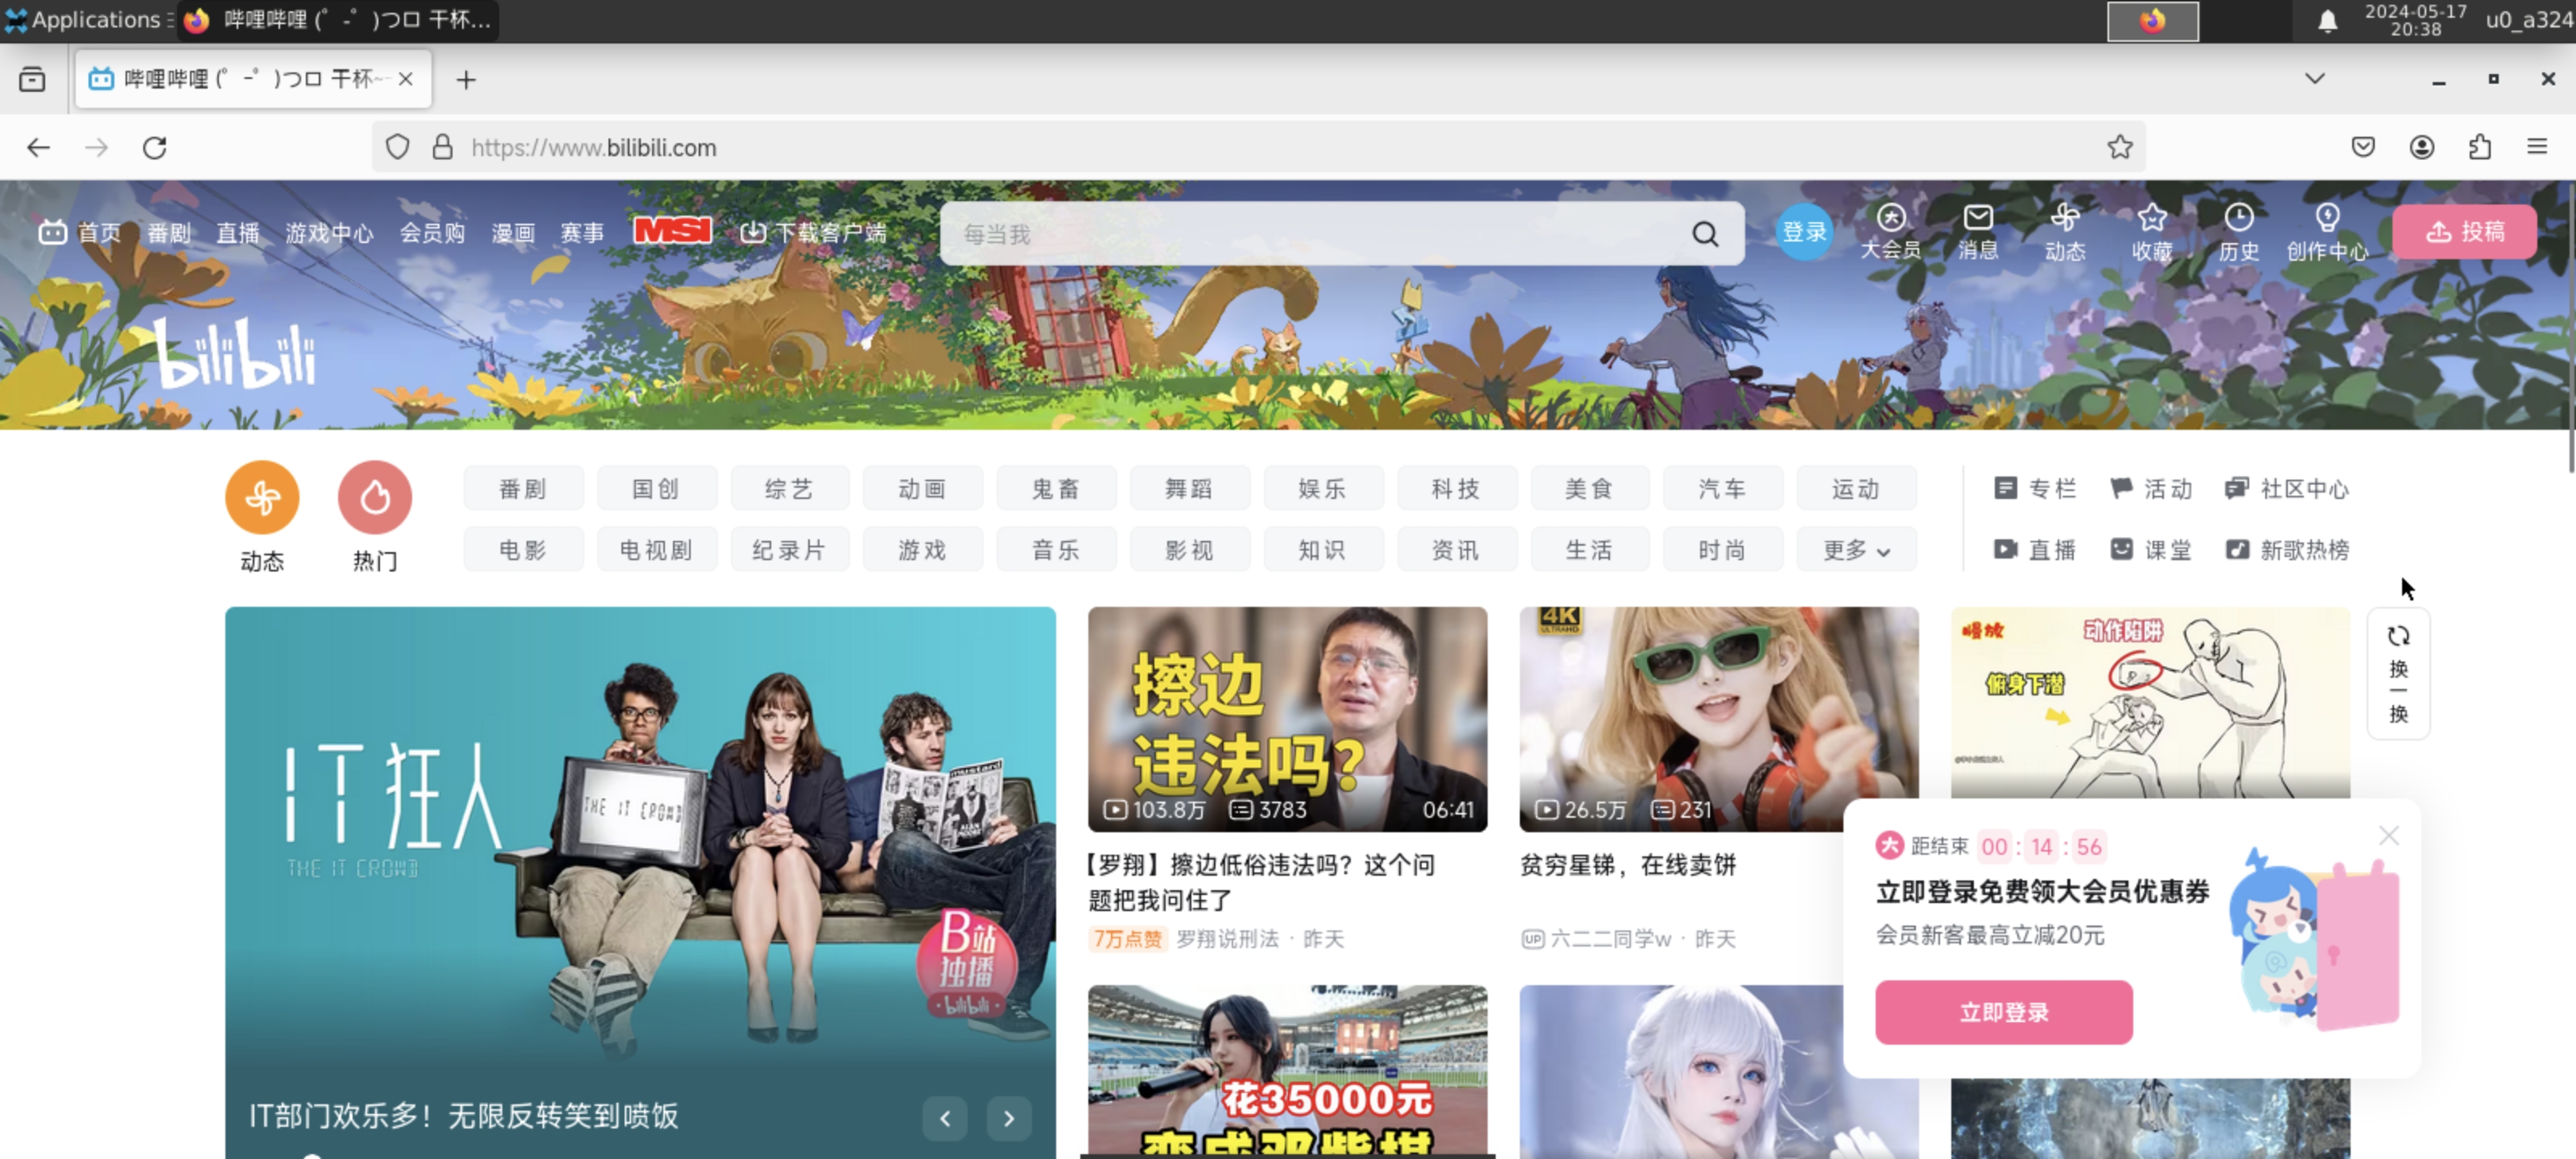 Applications
哔哩哔哩 (゜-゜)つロ 干杯...
2024-05-17
20:38
u0_a324
哔哩哔哩 (゜-゜)つロ 干杯~
https://www.bilibili.com
首页 番剧 直播 游戏中心 会员购 漫画 赛事 MSI 下载客户端
每当我
登录 大会员 消息 动态 收藏 历史 创作中心 投稿
bilibili
动态 热门
番剧 国创 综艺 动画 鬼畜 舞蹈 娱乐 科技 美食 汽车 运动
电影 电视剧 纪录片 游戏 音乐 影视 知识 资讯 生活 时尚 更多
专栏 活动 社区中心
直播 课堂 新歌热榜
IT狂人
THE IT CROWD
THE IT CROWD
mustard
B站
独播
bilibili
IT部门欢乐多！无限反转笑到喷饭
擦边
违法吗？
103.8万 3783 06:41
【罗翔】擦边低俗违法吗？这个问
题把我问住了
7万点赞 罗翔说刑法 · 昨天
4K
ULTRAHD
26.5万 231
贫穷星锑，在线卖饼
UP 六二二同学w · 昨天
慢放 动作陷阱
俯身下潜
换
一
换
大 距结束 00 : 14 : 56
立即登录免费领大会员优惠券
会员新客最高立减20元
立即登录
花35000元